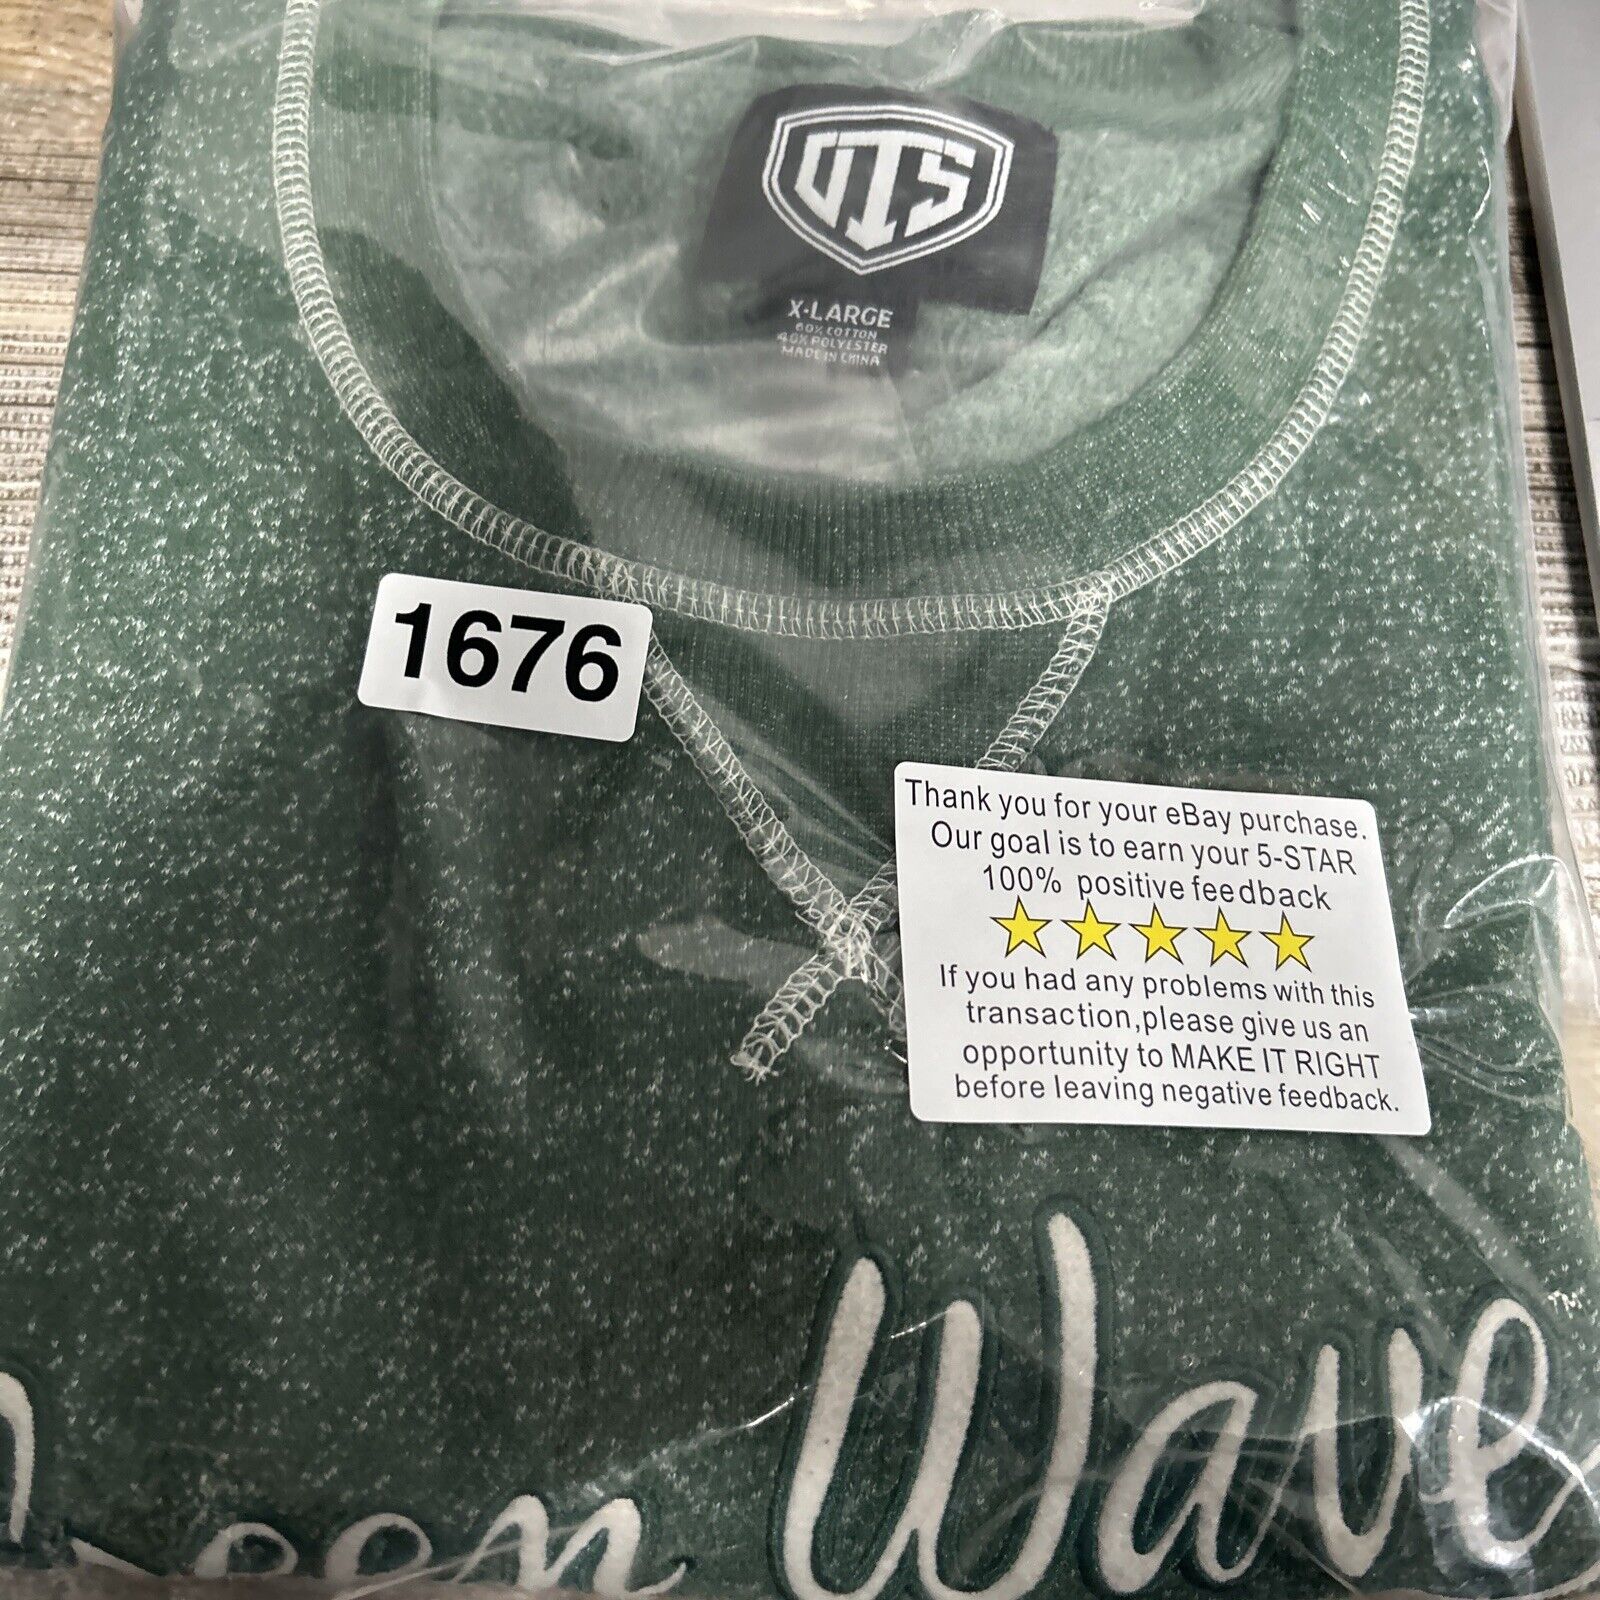 OTS
X-LARGE
60% COTTON
40% POLYESTER
MADE IN CHINA
1676
Thank you for your eBay purchase.
Our goal is to earn your 5-STAR
100% positive feedback
If you had any problems with this
transaction,please give us an
opportunity to MAKE IT RIGHT
before leaving negative feedback.
TM
Wave